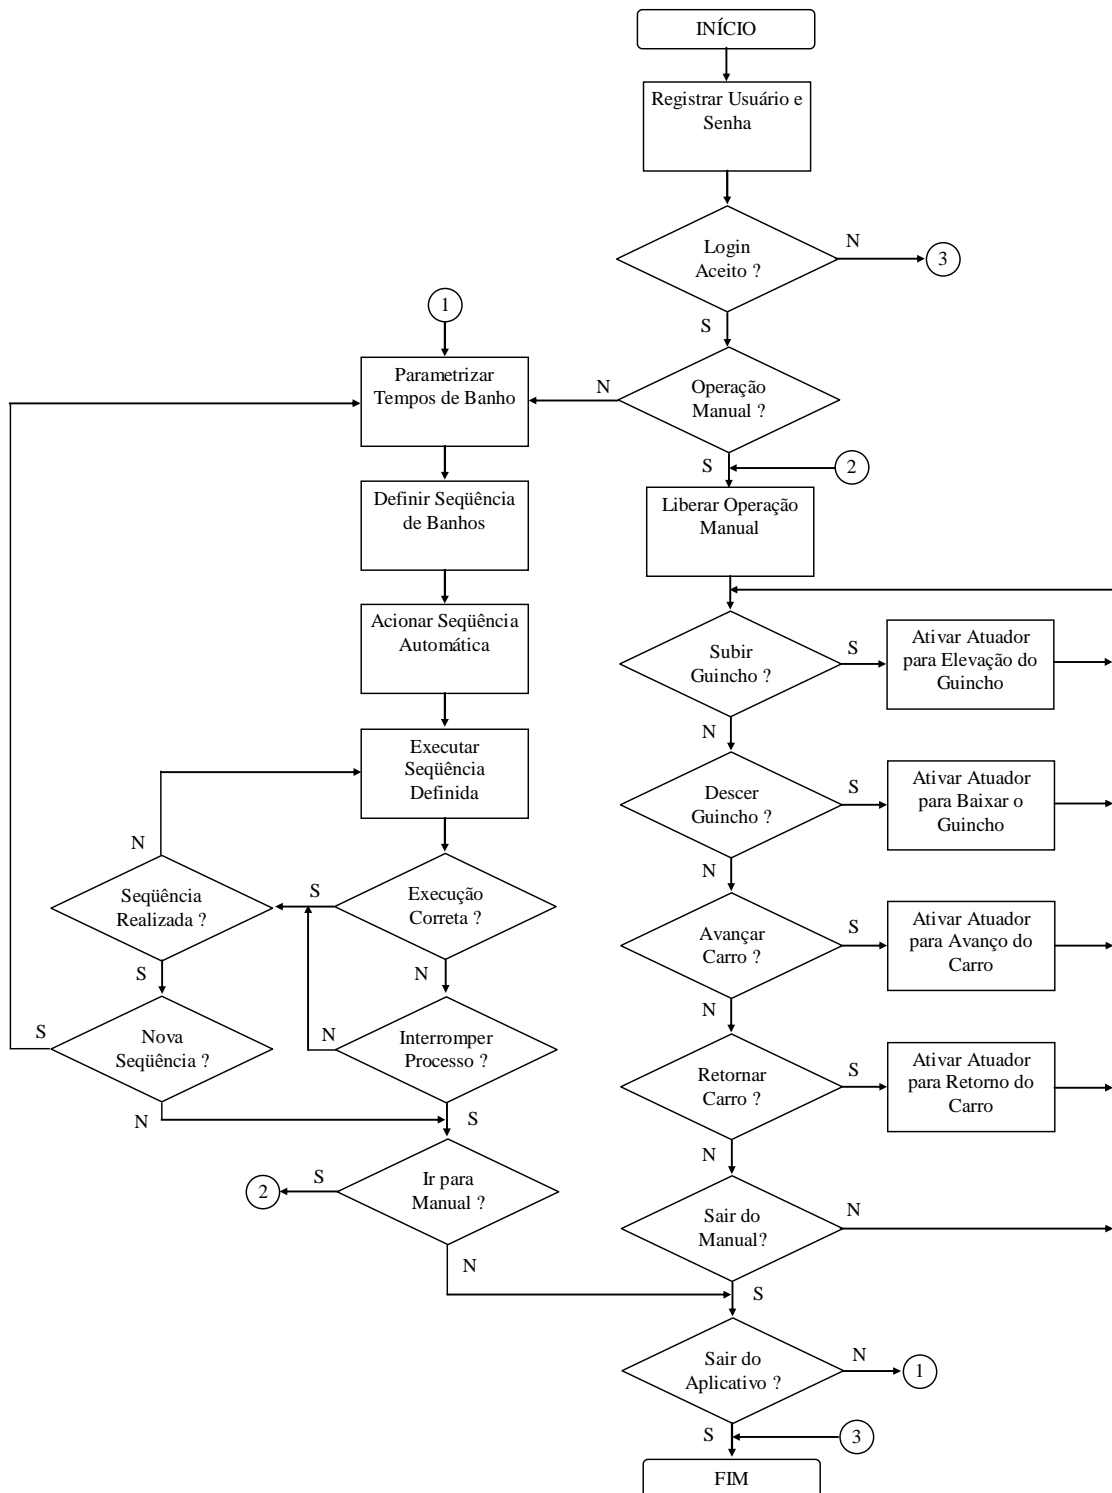 INÍCIO
Registrar Usuário e
Senha
Login
Aceito ?
N
3
S
1
Parametrizar
Tempos de Banho
N
Operação
Manual ?
S
2
Definir Seqüência
de Banhos
Liberar Operação
Manual
Acionar Seqüência
Automática
Subir
Guincho ?
S
Ativar Atuador
para Elevação do
Guincho
N
Executar
Seqüência
Definida
Descer
Guincho ?
S
Ativar Atuador
para Baixar o
Guincho
N
N
Seqüência
Realizada ?
S
Execução
Correta ?
Avançar
Carro ?
S
Ativar Atuador
para Avanço do
Carro
S
N
N
S
Nova
Seqüência ?
N
Interromper
Processo ?
Retornar
Carro ?
S
Ativar Atuador
para Retorno do
Carro
N
S
N
2
S
Ir para
Manual ?
Sair do
Manual?
N
N
S
Sair do
Aplicativo ?
N
1
S
3
FIM